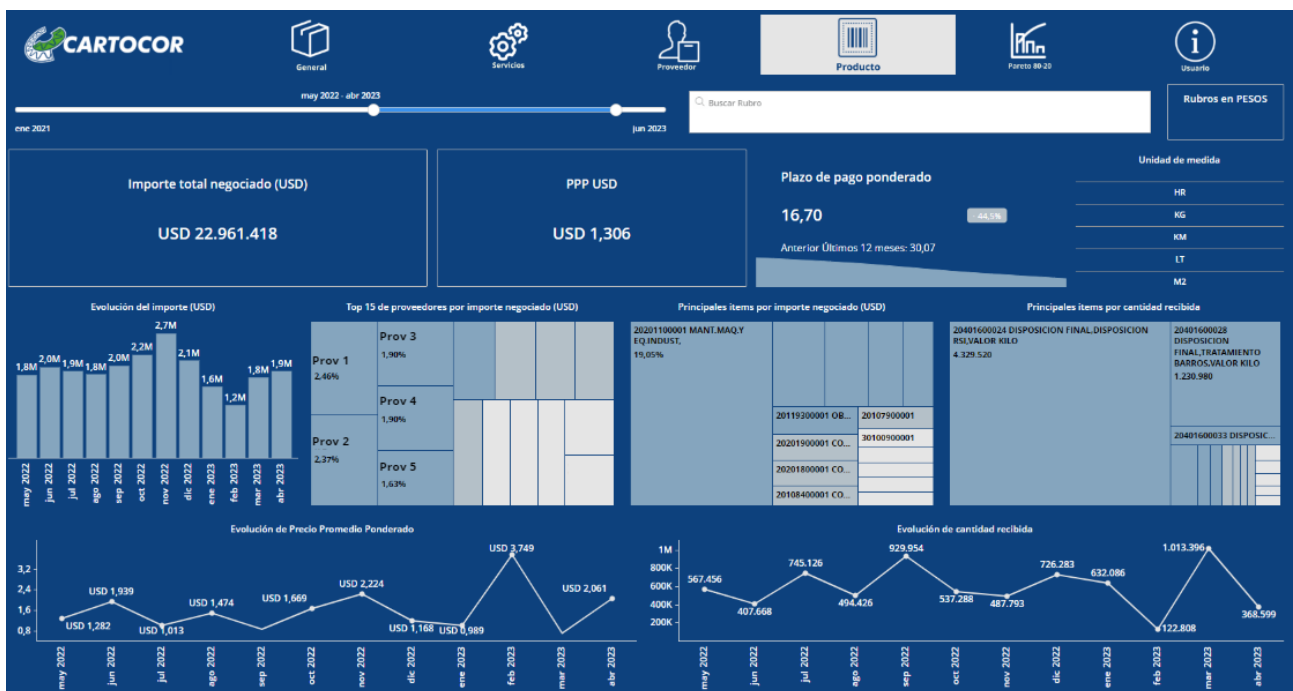 CARTOCOR
General
Servicios
Proveedor
Producto
Pareto 80-20
Usuario
may 2022 - abr 2023
ene 2021
jun 2023
Buscar Rubro
Rubros en PESOS
Importe total negociado (USD)
USD 22.961.418
PPP USD
USD 1,306
Plazo de pago ponderado
16,70
- 44,5%
Anterior Últimos 12 meses: 30,07
Unidad de medida
HR
KG
KM
LT
M2
Evolución del importe (USD)
1,8M
2,0M
1,9M
1,8M
2,0M
2,2M
2,7M
2,1M
1,6M
1,2M
1,8M
1,9M
may 2022
jun 2022
jul 2022
ago 2022
sep 2022
oct 2022
nov 2022
dic 2022
ene 2023
feb 2023
mar 2023
abr 2023
Top 15 de proveedores por importe negociado (USD)
Prov 1
2,46%
Prov 2
2,37%
Prov 3
1,90%
Prov 4
1,90%
Prov 5
1,63%
Principales items por importe negociado (USD)
20201100001 MANT.MAQ.Y
EQ.INDUST,
19,05%
20119300001 OB...
20201900001 CO...
20201800001 CO...
20108400001 CO...
20107900001
30100900001
Principales items por cantidad recibida
20401600024 DISPOSICION FINAL,DISPOSICION
RSI,VALOR KILO
4.329.520
20401600028
DISPOSICION
FINAL,TRATAMIENTO
BARROS,VALOR KILO
1.230.980
20401600033 DISPOSIC...
Evolución de Precio Promedio Ponderado
3,2
2,4
1,6
0,8
USD 1,282
USD 1,939
USD 1,013
USD 1,474
USD 1,669
USD 2,224
USD 1,168
USD 0,989
USD 3,749
USD 2,061
may 2022
jun 2022
jul 2022
ago 2022
sep 2022
oct 2022
nov 2022
dic 2022
ene 2023
feb 2023
mar 2023
abr 2023
Evolución de cantidad recibida
1M
800K
600K
400K
200K
567.456
407.668
745.126
494.426
929.954
537.288
487.793
726.283
632.086
122.808
1.013.396
368.599
may 2022
jun 2022
jul 2022
ago 2022
sep 2022
oct 2022
nov 2022
dic 2022
ene 2023
feb 2023
mar 2023
abr 2023